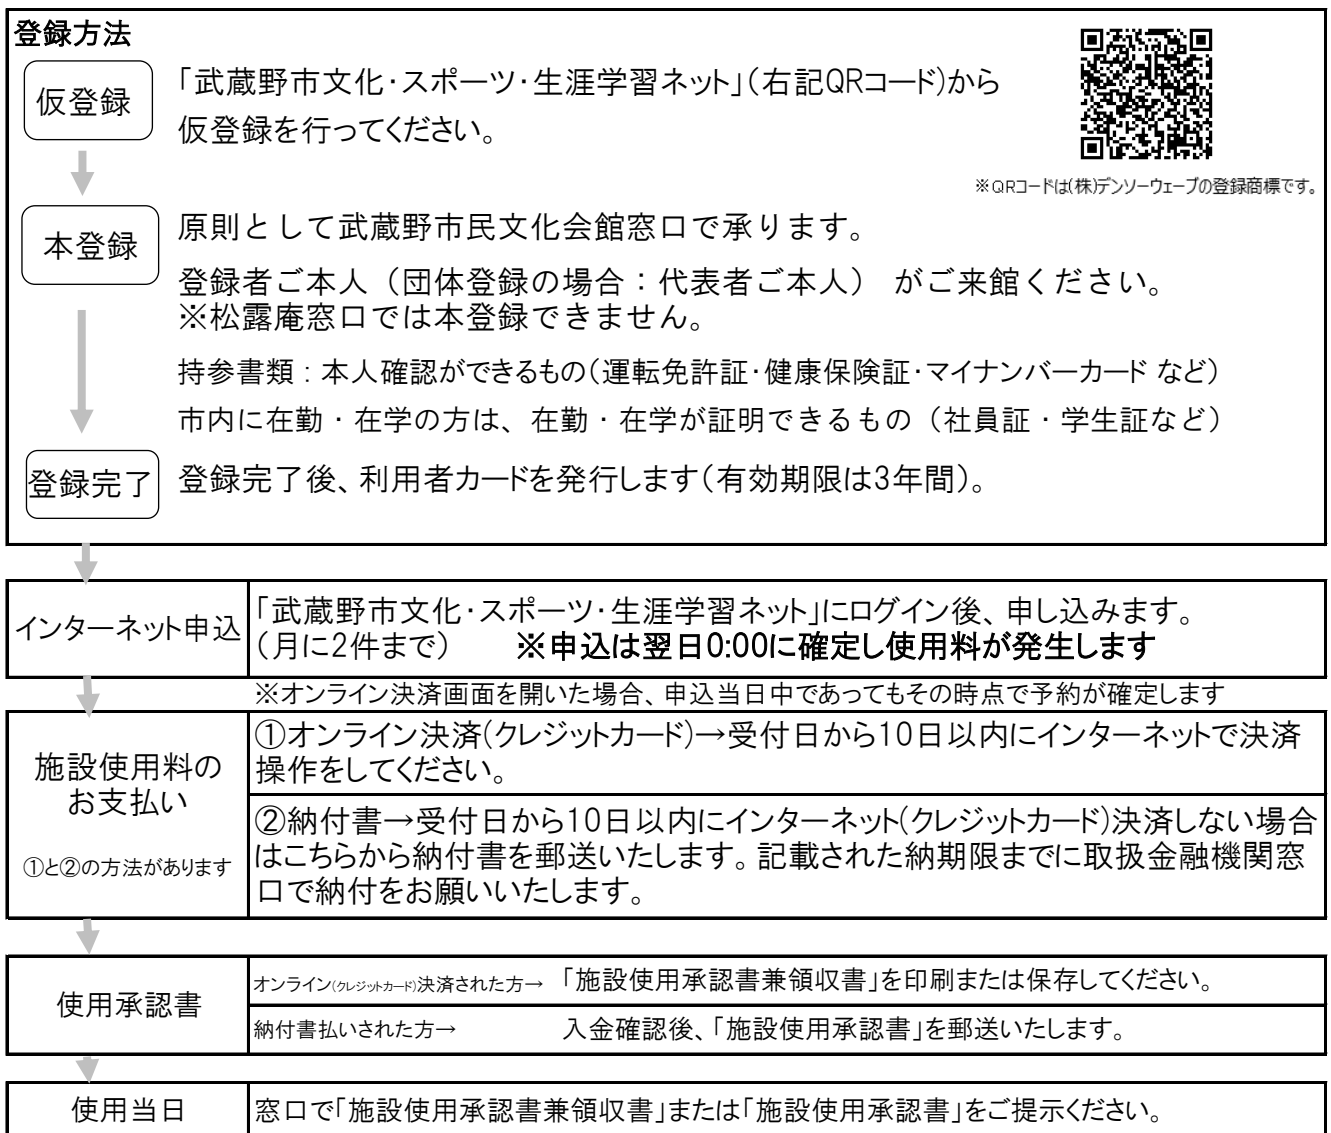 登録方法
仮登録
「武蔵野市文化・スポーツ・生涯学習ネット」(右記QRコード)から
仮登録を行ってください。
※QRコードは(株)デンソーウェーブの登録商標です。
本登録
原則として武蔵野市民文化会館窓口で承ります。
登録者ご本人（団体登録の場合：代表者ご本人） がご来館ください。
※松露庵窓口では本登録できません。
持参書類：本人確認ができるもの（運転免許証・健康保険証・マイナンバーカード など）
市内に在勤・在学の方は、在勤・在学が証明できるもの（社員証・学生証など）
登録完了
登録完了後、利用者カードを発行します（有効期限は3年間）。
インターネット申込
「武蔵野市文化・スポーツ・生涯学習ネット」にログイン後、申し込みます。
（月に2件まで） ※申込は翌日0:00に確定し使用料が発生します
※オンライン決済画面を開いた場合、申込当日中であってもその時点で予約が確定します
施設使用料の
お支払い
①と②の方法があります
①オンライン決済(クレジットカード)→受付日から10日以内にインターネットで決済
操作をしてください。
②納付書→受付日から10日以内にインターネット(クレジットカード)決済しない場合
はこちらから納付書を郵送いたします。記載された納期限までに取扱金融機関窓
口で納付をお願いいたします。
使用承認書
オンライン(クレジットカード)決済された方→ 「施設使用承認書兼領収書」を印刷または保存してください。
納付書払いされた方→ 入金確認後、「施設使用承認書」を郵送いたします。
使用当日
窓口で「施設使用承認書兼領収書」または「施設使用承認書」をご提示ください。